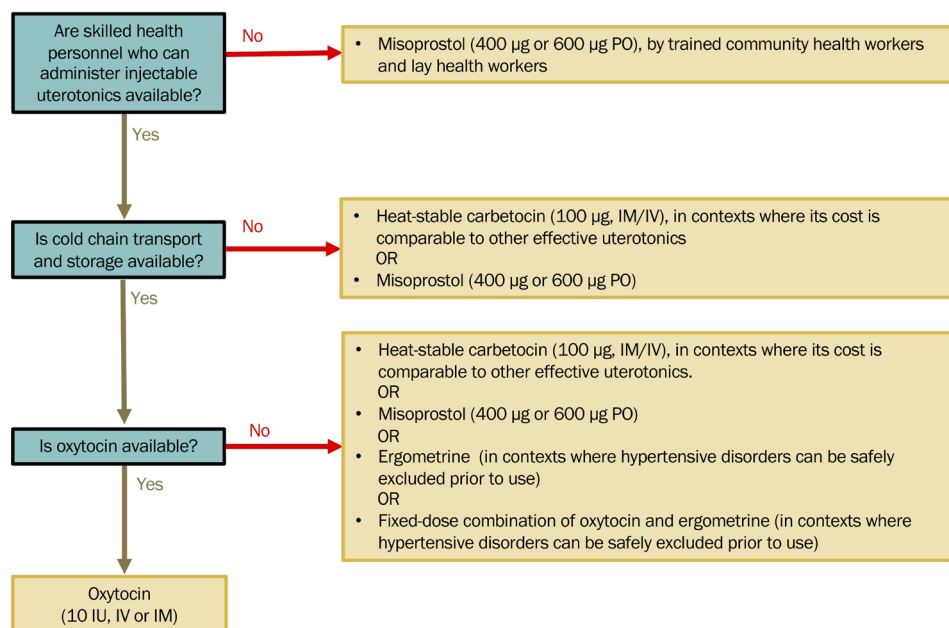 Are skilled health
personnel who can
administer injectable
uterotonics available?
No
• Misoprostol (400 µg or 600 µg PO), by trained community health workers
and lay health workers
Yes
Is cold chain transport
and storage available?
No
• Heat-stable carbetocin (100 µg, IM/IV), in contexts where its cost is
comparable to other effective uterotonics
OR
• Misoprostol (400 µg or 600 µg PO)
Yes
Is oxytocin available?
No
• Heat-stable carbetocin (100 µg, IM/IV), in contexts where its cost is
comparable to other effective uterotonics.
OR
• Misoprostol (400 µg or 600 µg PO)
OR
• Ergometrine (in contexts where hypertensive disorders can be safely
excluded prior to use)
OR
• Fixed-dose combination of oxytocin and ergometrine (in contexts where
hypertensive disorders can be safely excluded prior to use)
Yes
Oxytocin
(10 IU, IV or IM)